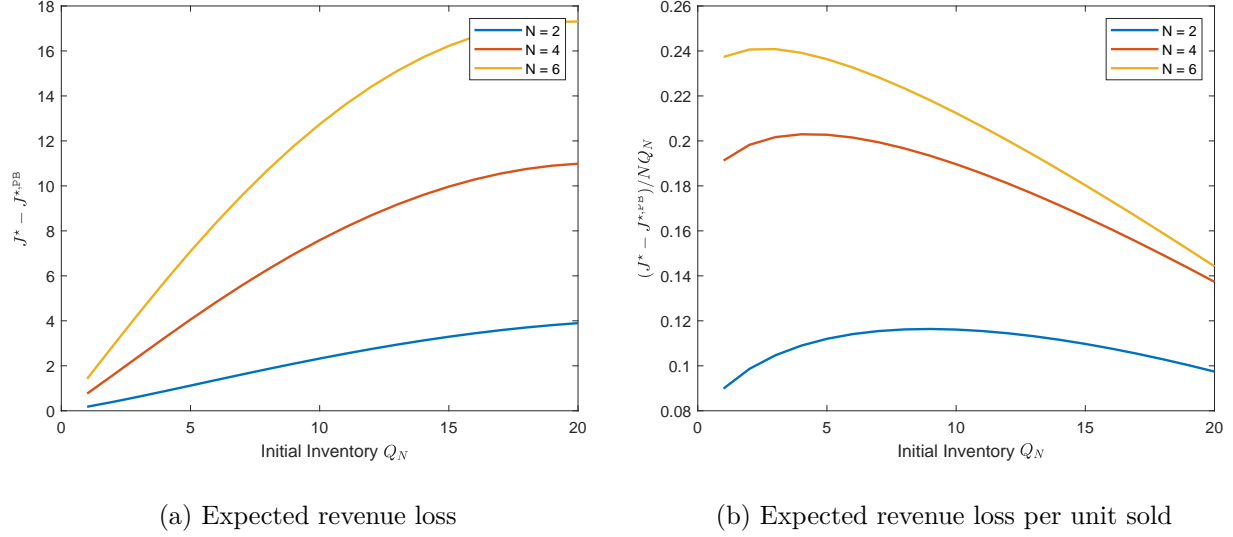 18
16
14
12
10
8
6
4
2
0
J⋆ − J⋆,PB
0 5 10 15 20
Initial Inventory Q_N
N = 2
N = 4
N = 6
(a) Expected revenue loss
0.26
0.24
0.22
0.2
0.18
0.16
0.14
0.12
0.1
0.08
(J⋆ − J⋆,PB)/NQ_N
0 5 10 15 20
Initial Inventory Q_N
N = 2
N = 4
N = 6
(b) Expected revenue loss per unit sold